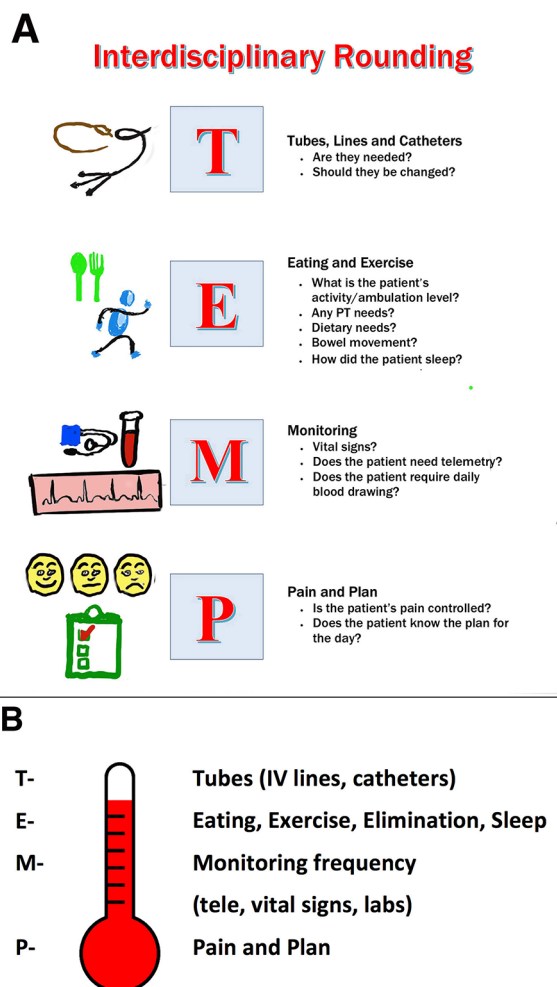 A
Interdisciplinary Rounding
T
Tubes, Lines and Catheters
• Are they needed?
• Should they be changed?
E
Eating and Exercise
• What is the patient's
activity/ambulation level?
• Any PT needs?
• Dietary needs?
• Bowel movement?
• How did the patient sleep?
M
Monitoring
• Vital signs?
• Does the patient need telemetry?
• Does the patient require daily
blood drawing?
P
Pain and Plan
• Is the patient's pain controlled?
• Does the patient know the plan for
the day?
B
T- Tubes (IV lines, catheters)
E- Eating, Exercise, Elimination, Sleep
M- Monitoring frequency
(tele, vital signs, labs)
P- Pain and Plan